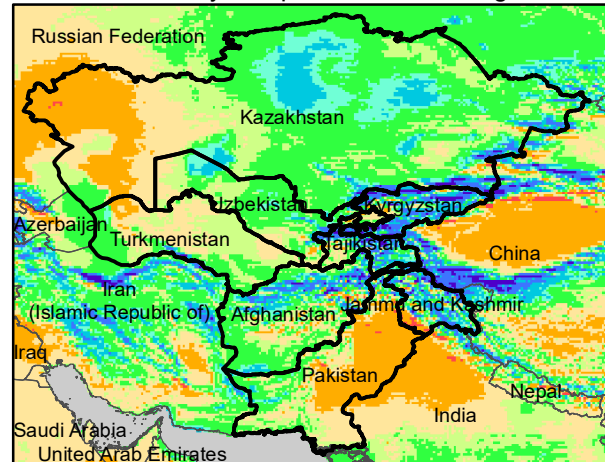 Russian Federation
Kazakhstan
Izbekistan
Kyrgyzstan
Azerbaijan
Turkmenistan
Tajikistan
China
Iran
(Islamic Republic of)
Afghanistan
Jammu and Kashmir
Iraq
Pakistan
Nepal
India
Saudi Arabia
United Arab Emirates